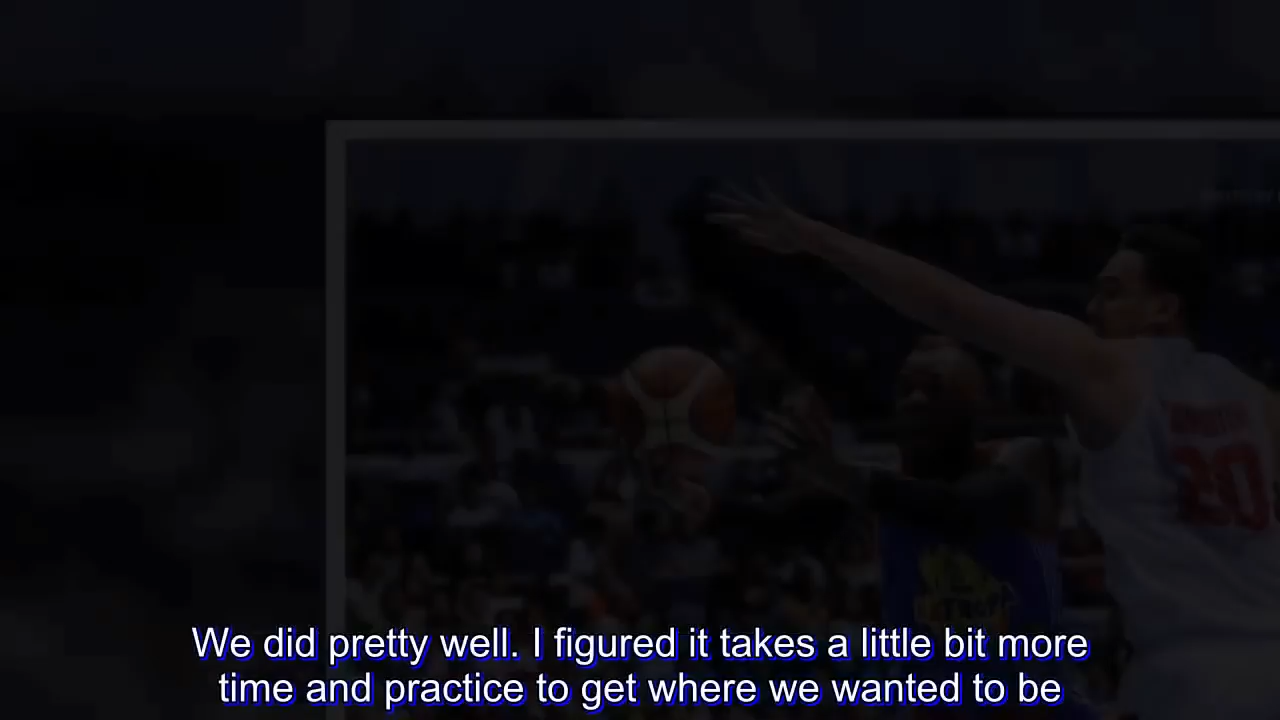 20
We did pretty well. I figured it takes a little bit more
time and practice to get where we wanted to be